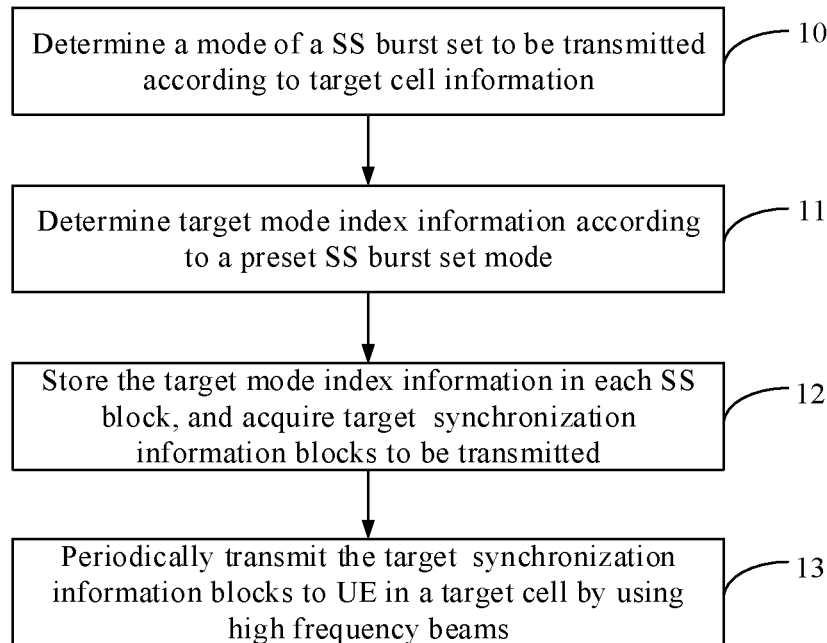 Determine a mode of a SS burst set to be transmitted
according to target cell information
10
Determine target mode index information according
to a preset SS burst set mode
11
Store the target mode index information in each SS
block, and acquire target synchronization
information blocks to be transmitted
12
Periodically transmit the target synchronization
information blocks to UE in a target cell by using
high frequency beams
13